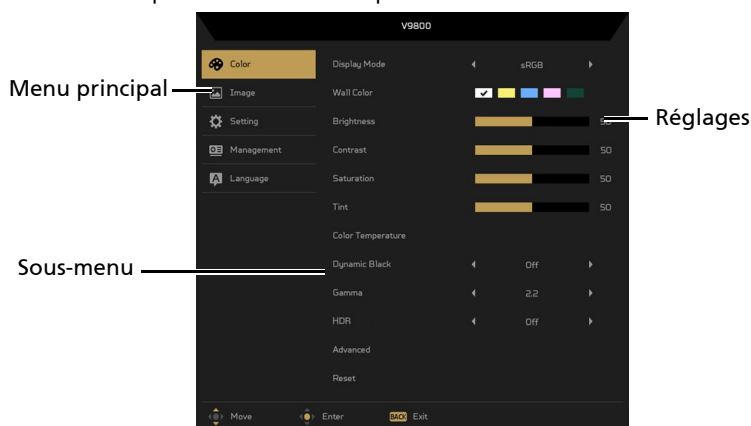 V9800
Color
Display Mode
sRGB
Menu principal
Image
Wall Color
Setting
Brightness
50
Réglages
Management
Contrast
50
Language
Saturation
50
Tint
50
Color Temperature
Sous-menu
Dynamic Black
Off
Gamma
2.2
HDR
Off
Advanced
Reset
Move
Enter
BACK Exit